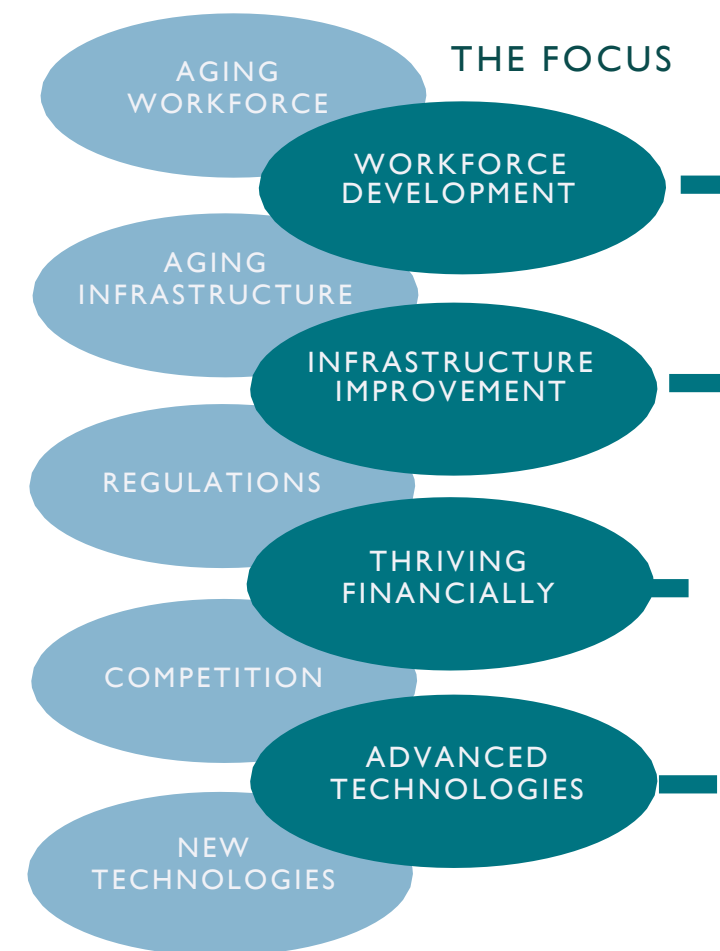 THE FOCUS
AGING
WORKFORCE
WORKFORCE
DEVELOPMENT
AGING
INFRASTRUCTURE
INFRASTRUCTURE
IMPROVEMENT
REGULATIONS
THRIVING
FINANCIALLY
COMPETITION
ADVANCED
TECHNOLOGIES
NEW
TECHNOLOGIES